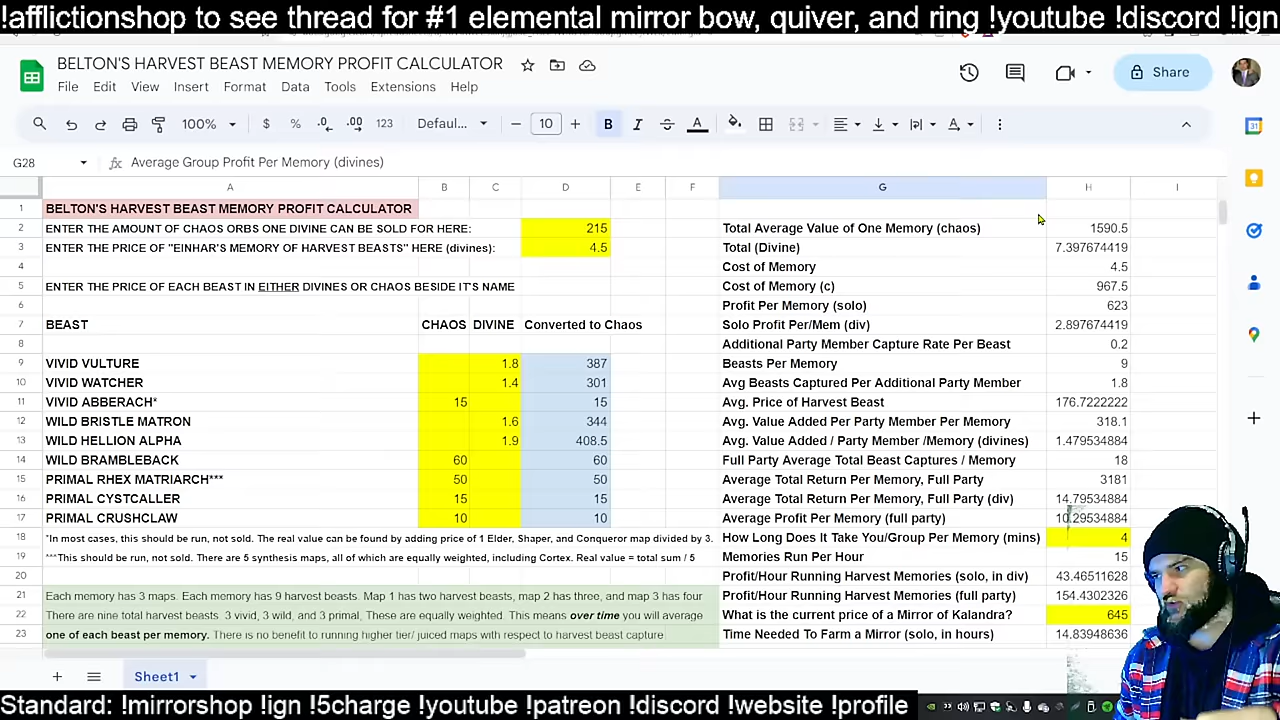 !afflictionshop to see thread for #1 elemental mirror bow, quiver, and ring !youtube !discord !ign
BELTON'S HARVEST BEAST MEMORY PROFIT CALCULATOR
Share
File Edit View Insert Format Data Tools Extensions Help
100% $ % .0 .00 123 Defaul... 10 B I A
G28 fx Average Group Profit Per Memory (divines)
A B C D E F G H I
1 BELTON'S HARVEST BEAST MEMORY PROFIT CALCULATOR
2 ENTER THE AMOUNT OF CHAOS ORBS ONE DIVINE CAN BE SOLD FOR HERE: 215 Total Average Value of One Memory (chaos) 1590.5
3 ENTER THE PRICE OF "EINHAR'S MEMORY OF HARVEST BEASTS" HERE (divines): 4.5 Total (Divine) 7.397674419
4 Cost of Memory 4.5
5 ENTER THE PRICE OF EACH BEAST IN EITHER DIVINES OR CHAOS BESIDE IT'S NAME Cost of Memory (c) 967.5
6 Profit Per Memory (solo) 623
7 BEAST CHAOS DIVINE Converted to Chaos Solo Profit Per/Mem (div) 2.897674419
8 Additional Party Member Capture Rate Per Beast 0.2
9 VIVID VULTURE 1.8 387 Beasts Per Memory 9
10 VIVID WATCHER 1.4 301 Avg Beasts Captured Per Additional Party Member 1.8
11 VIVID ABBERACH* 15 15 Avg. Price of Harvest Beast 176.7222222
12 WILD BRISTLE MATRON 1.6 344 Avg. Value Added Per Party Member Per Memory 318.1
13 WILD HELLION ALPHA 1.9 408.5 Avg. Value Added / Party Member /Memory (divines) 1.479534884
14 WILD BRAMBLEBACK 60 60 Full Party Average Total Beast Captures / Memory 18
15 PRIMAL RHEX MATRIARCH*** 50 50 Average Total Return Per Memory, Full Party 3181
16 PRIMAL CYSTCALLER 15 15 Average Total Return Per Memory, Full Party (div) 14.79534884
17 PRIMAL CRUSHCLAW 10 10 Average Profit Per Memory (full party) 10.29534884
18 *In most cases, this should be run, not sold. The real value can be found by adding price of 1 Elder, Shaper, and Conqueror map divided by 3. How Long Does It Take You/Group Per Memory (mins) 4
19 ***This should be run, not sold. There are 5 synthesis maps, all of which are equally weighted, including Cortex. Real value = total sum / 5 Memories Run Per Hour 15
20 Profit/Hour Running Harvest Memories (solo, in div) 43.46511628
21 Each memory has 3 maps. Each memory has 9 harvest beasts. Map 1 has two harvest beasts, map 2 has three, and map 3 has four Profit/Hour Running Harvest Memories (full party) 154.4302326
22 There are nine total harvest beasts. 3 vivid, 3 wild, and 3 primal, These are equally weighted. This means over time you will average What is the current price of a Mirror of Kalandra? 645
23 one of each beast per memory. There is no benefit to running higher tier/ juiced maps with respect to harvest beast capture Time Needed To Farm a Mirror (solo, in hours) 14.83948636
Sheet1
Standard: !mirrorshop !ign !5charge !youtube !patreon !discord !website !profile